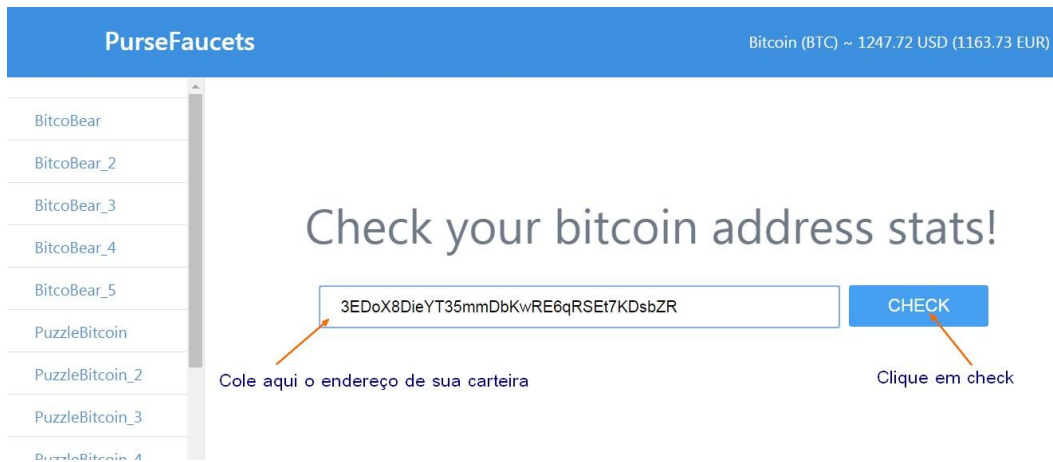 PurseFaucets
Bitcoin (BTC) ~ 1247.72 USD (1163.73 EUR)
BitcoBear
BitcoBear_2
BitcoBear_3
BitcoBear_4
BitcoBear_5
PuzzleBitcoin
PuzzleBitcoin_2
PuzzleBitcoin_3
PuzzleBitcoin_4
Check your bitcoin address stats!
3EDoX8DieYT35mmDbKwRE6qRSEt7KDsbZR
CHECK
Cole aqui o endereço de sua carteira
Clique em check